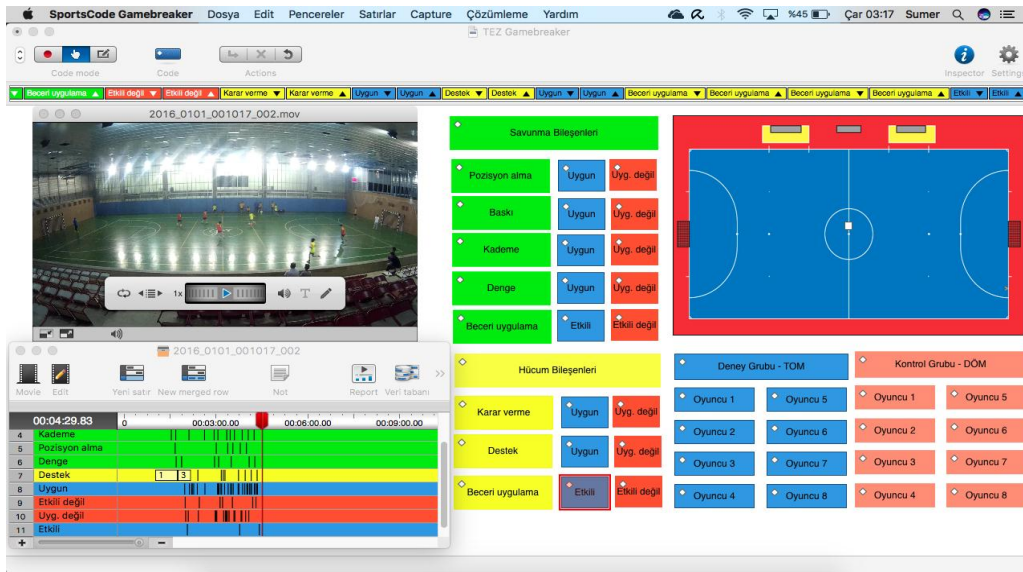 SportsCode Gamebreaker Dosya Edit Pencereler Satırlar Capture Çözümleme Yardım %45 Çar 03:17 Sumer
TEZ Gamebreaker
Code mode Code Actions Inspector Settings
Beceri uygulama Etkili değil Etkili değil Karar verme Karar verme Uygun Uygun Destek Destek Uygun Uygun Beceri uygulama Beceri uygulama Beceri uygulama Beceri uygulama Etkili Etkili
2016_0101_001017_002.mov
1x T
Savunma Bileşenleri
Pozisyon alma Uygun Uyg. değil
Baskı Uygun Uyg. değil
Kademe Uygun Uyg. değil
Denge Uygun Uyg. değil
Beceri uygulama Etkili Etkili değil
Hücum Bileşenleri
Karar verme Uygun Uyg. değil
Destek Uygun Uyg. değil
Beceri uygulama Etkili Etkili değil
Deney Grubu - TOM Kontrol Grubu - DÖM
Oyuncu 1 Oyuncu 5 Oyuncu 1 Oyuncu 5
Oyuncu 2 Oyuncu 6 Oyuncu 2 Oyuncu 6
Oyuncu 3 Oyuncu 7 Oyuncu 3 Oyuncu 7
Oyuncu 4 Oyuncu 8 Oyuncu 4 Oyuncu 8
2016_0101_001017_002
Movie Edit Yeni satır New merged row Not Report Veri tabanı
00:04:29.83 0 00:03:00.00 00:06:00.00 00:09:00.00
4 Kademe
5 Pozisyon alma
6 Denge
7 Destek 1 3
8 Uygun
9 Etkili değil
10 Uyg. değil
11 Etkili